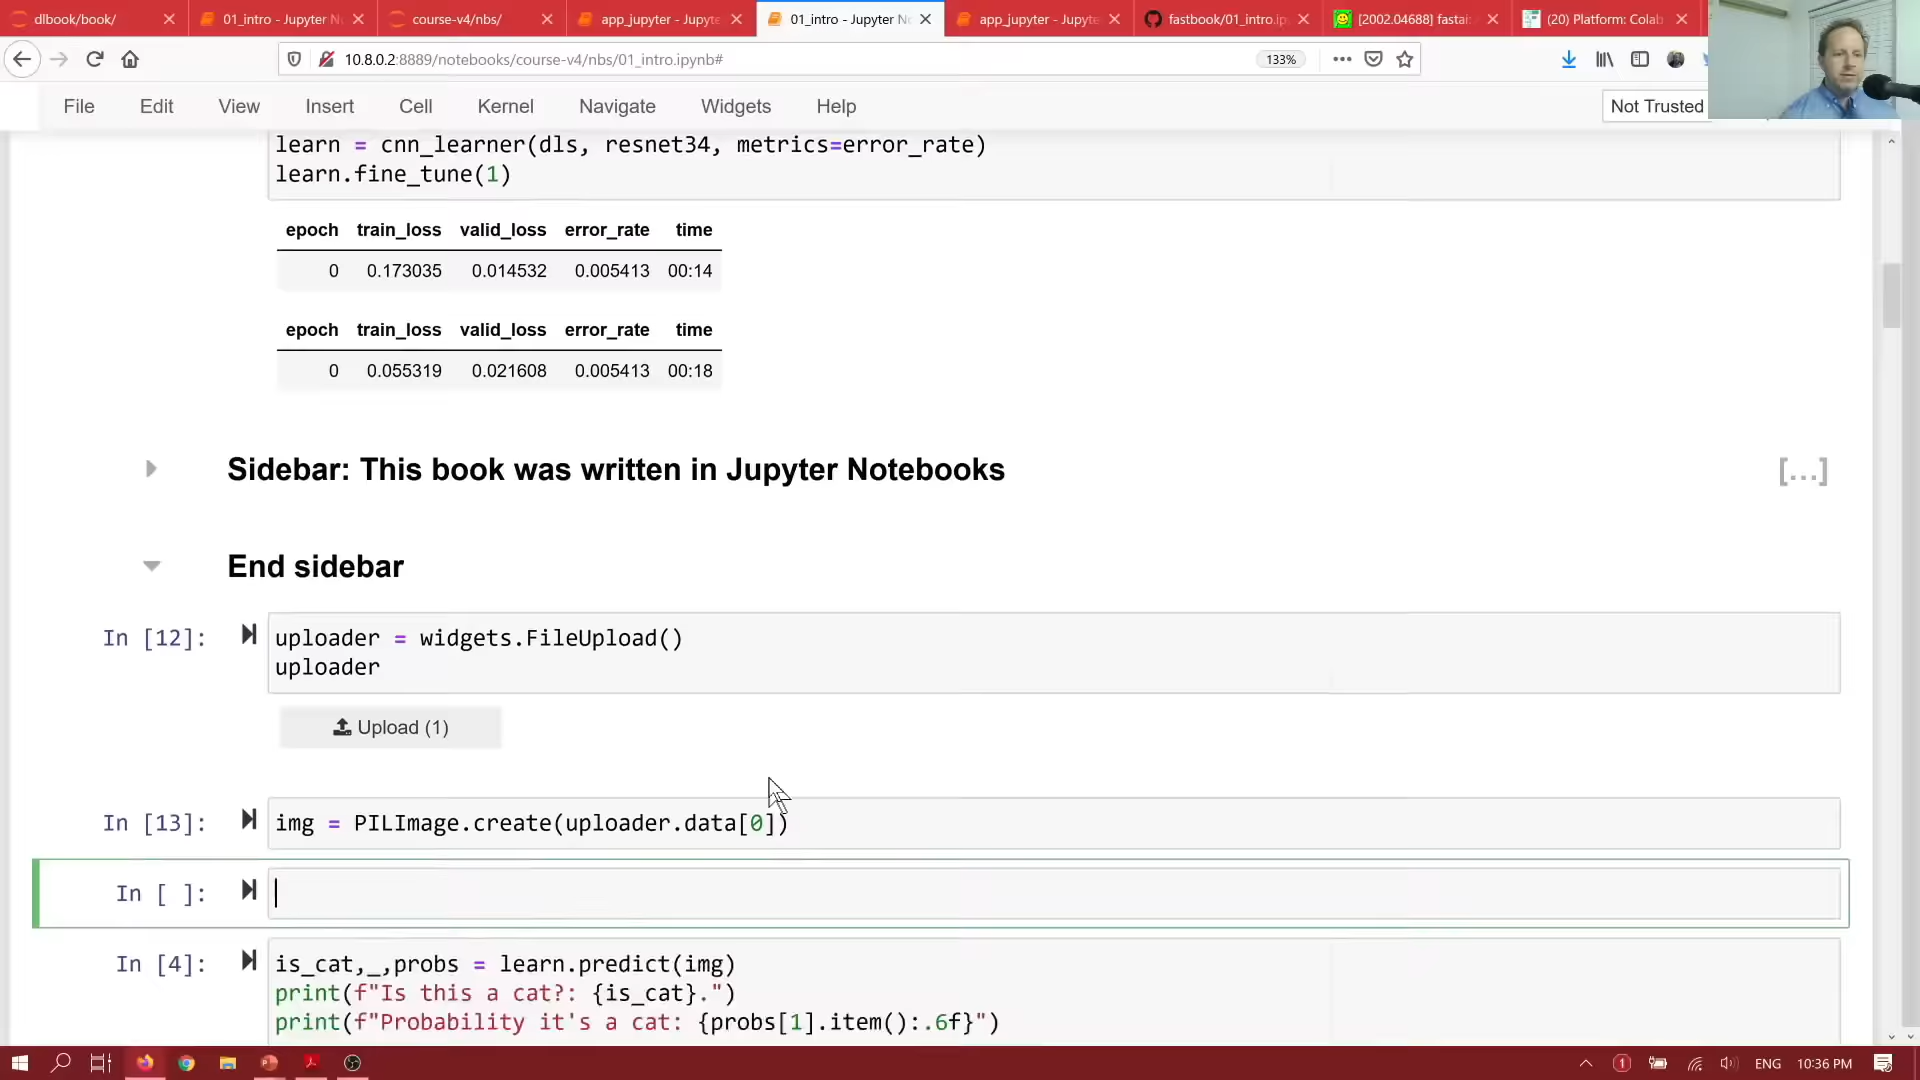 dlbook/book/
01_intro - Jupyter N
course-v4/nbs/
app_jupyter - Jupyte
01_intro - Jupyter N
app_jupyter - Jupyte
fastbook/01_intro.ip
[2002.04688] fastai:
(20) Platform: Colab
10.8.0.2:8889/notebooks/course-v4/nbs/01_intro.ipynb#
133%
File Edit View Insert Cell Kernel Navigate Widgets Help
Not Trusted
learn = cnn_learner(dls, resnet34, metrics=error_rate)
learn.fine_tune(1)
epoch train_loss valid_loss error_rate time
0 0.173035 0.014532 0.005413 00:14
epoch train_loss valid_loss error_rate time
0 0.055319 0.021608 0.005413 00:18
Sidebar: This book was written in Jupyter Notebooks
[...]
End sidebar
In [12]:
uploader = widgets.FileUpload()
uploader
Upload (1)
In [13]:
img = PILImage.create(uploader.data[0])
In [ ]:
In [4]:
is_cat,_,probs = learn.predict(img)
print(f"Is this a cat?: {is_cat}.")
print(f"Probability it's a cat: {probs[1].item():.6f}")
1
ENG
10:36 PM